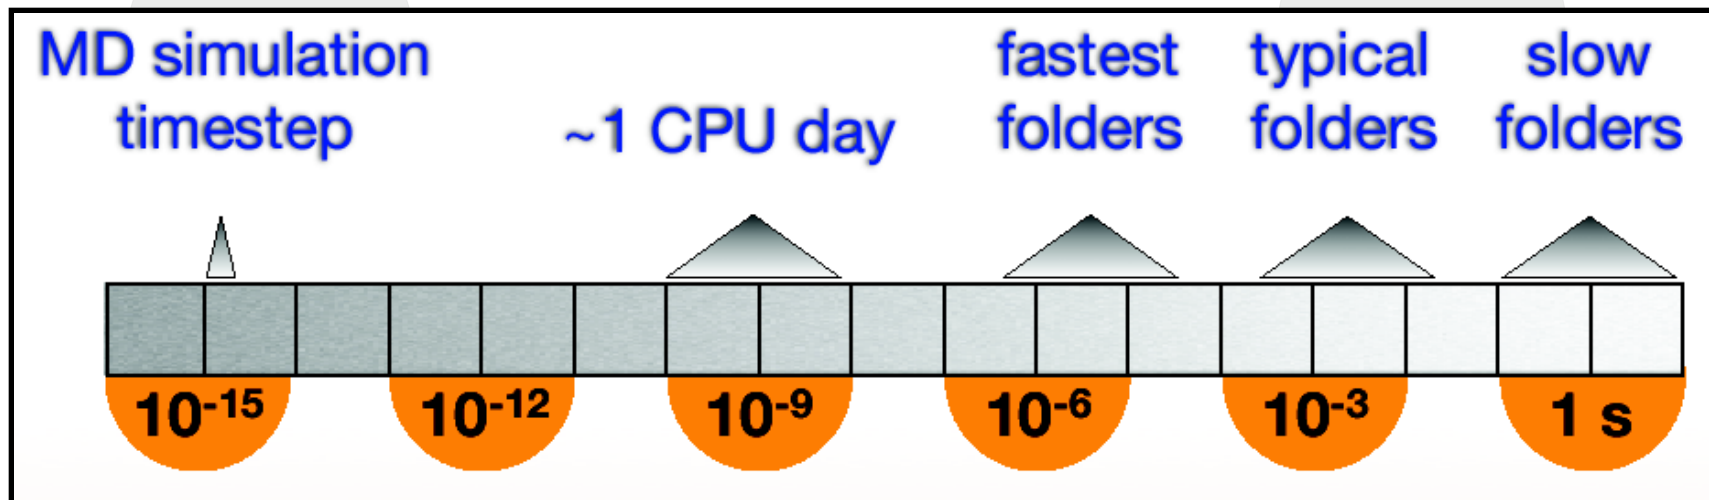 MD simulation
timestep
~1 CPU day
fastest
folders
typical
folders
slow
folders
10⁻¹⁵
10⁻¹²
10⁻⁹
10⁻⁶
10⁻³
1 s